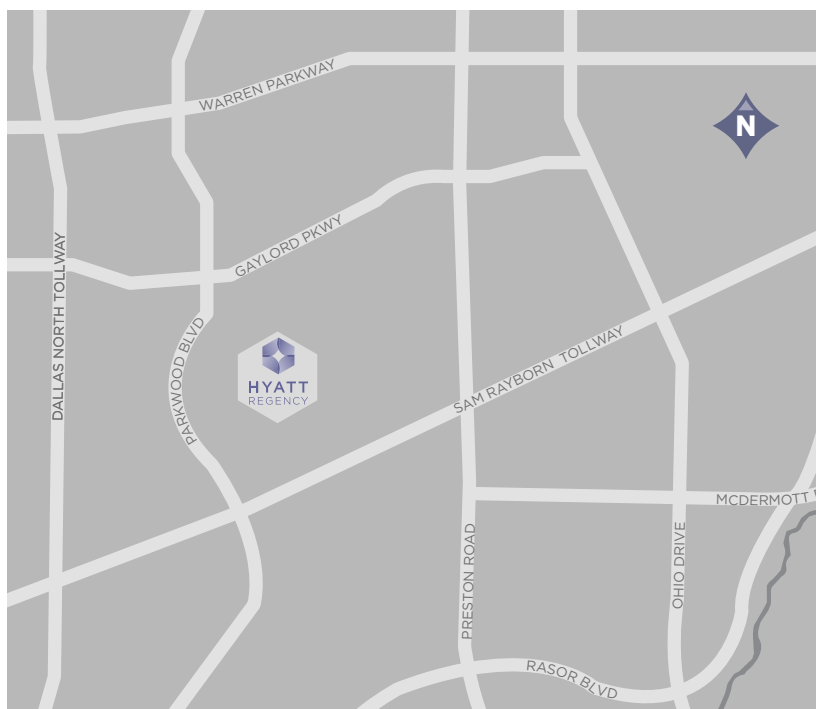 WARREN PARKWAY
N
GAYLORD PKWY
DALLAS NORTH TOLLWAY
PARKWOOD BLVD
HYATT
REGENCY
SAM RAYBORN TOLLWAY
MCDERMOTT
PRESTON ROAD
OHIO DRIVE
RASOR BLVD